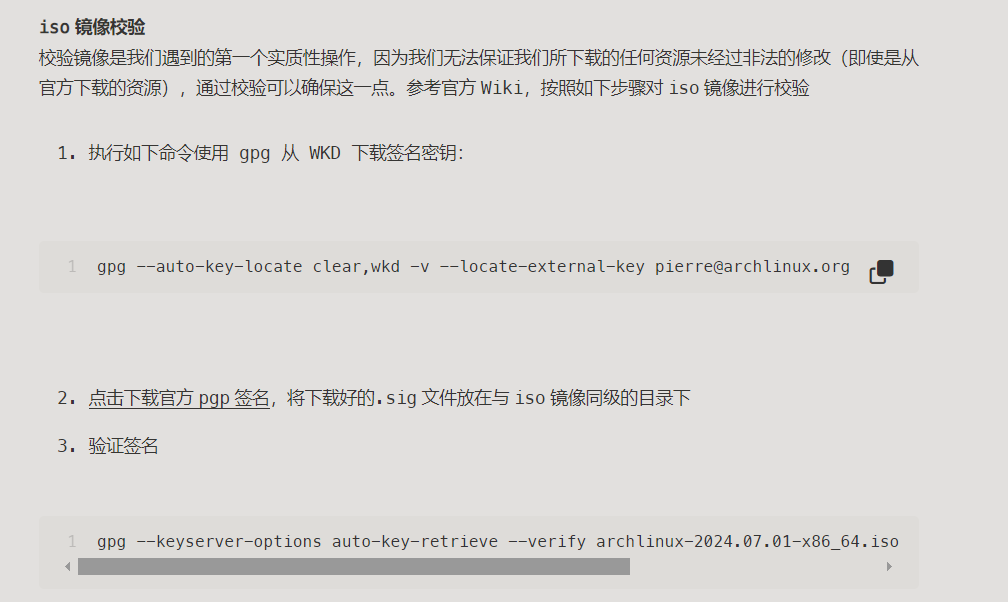 iso 镜像校验
校验镜像是我们遇到的第一个实质性操作，因为我们无法保证我们所下载的任何资源未经过非法的修改（即使是从
官方下载的资源），通过校验可以确保这一点。参考官方 Wiki，按照如下步骤对 iso 镜像进行校验
1. 执行如下命令使用 gpg 从 WKD 下载签名密钥：
1 gpg --auto-key-locate clear,wkd -v --locate-external-key pierre@archlinux.org
2. 点击下载官方 pgp 签名，将下载好的.sig 文件放在与 iso 镜像同级的目录下
3. 验证签名
1 gpg --keyserver-options auto-key-retrieve --verify archlinux-2024.07.01-x86_64.iso